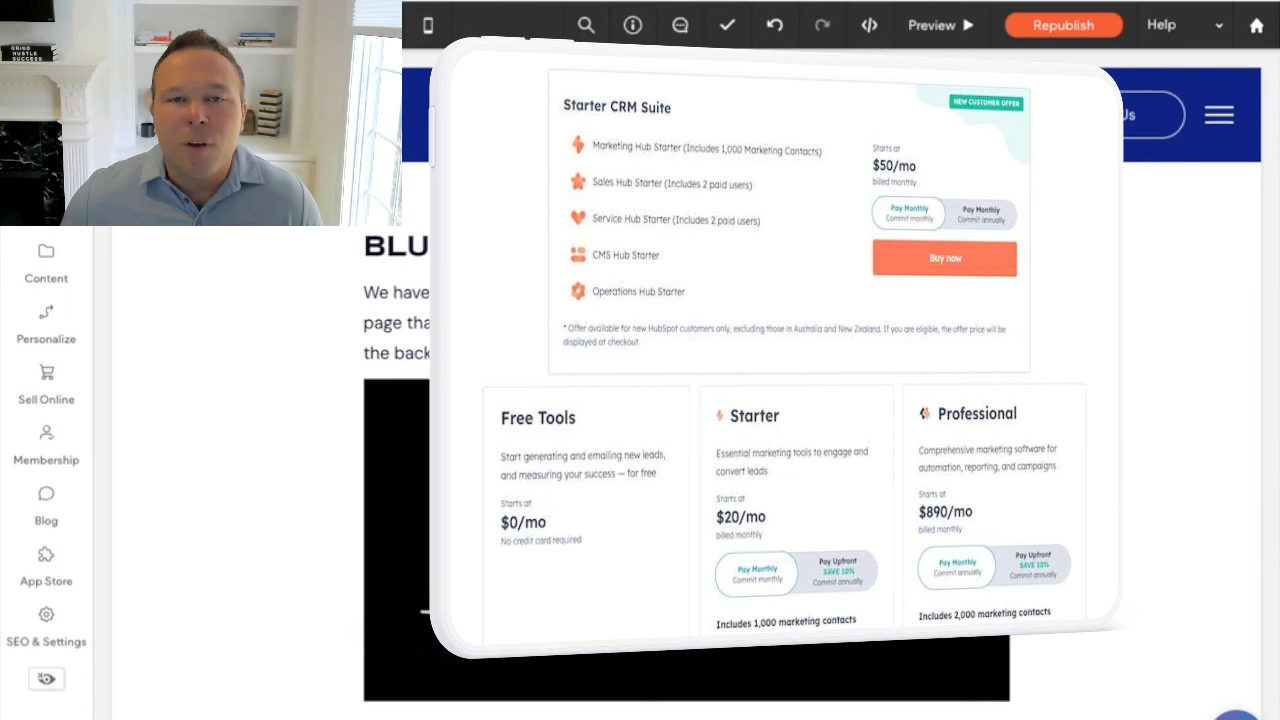 GRIND
HUSTLE
SUCCESS
Preview
Republish
Help
Us
Content
Personalize
Sell Online
Membership
Blog
App Store
SEO & Settings
BLU
We have
page tha
the back
Starter CRM Suite
NEW CUSTOMER OFFER
Marketing Hub Starter (Includes 1,000 Marketing Contacts)
Sales Hub Starter (Includes 2 paid users)
Service Hub Starter (Includes 2 paid users)
CMS Hub Starter
Operations Hub Starter
Starts at
$50/mo
billed monthly
Pay Monthly
Commit monthly
Pay Monthly
Commit annually
Buy now
* Offer available for new HubSpot customers only, excluding those in Australia and New Zealand. If you are eligible, the offer price will be
displayed at checkout.
Free Tools
Start generating and emailing new leads,
and measuring your success — for free
Starts at
$0/mo
No credit card required
Starter
Essential marketing tools to engage and
convert leads
Starts at
$20/mo
billed monthly
Pay Monthly
Commit monthly
Pay Upfront
SAVE 10%
Commit annually
Includes 1,000 marketing contacts
Professional
Comprehensive marketing software for
automation, reporting, and campaigns
Starts at
$890/mo
billed monthly
Pay Monthly
Commit annually
Pay Upfront
SAVE 10%
Commit annually
Includes 2,000 marketing contacts